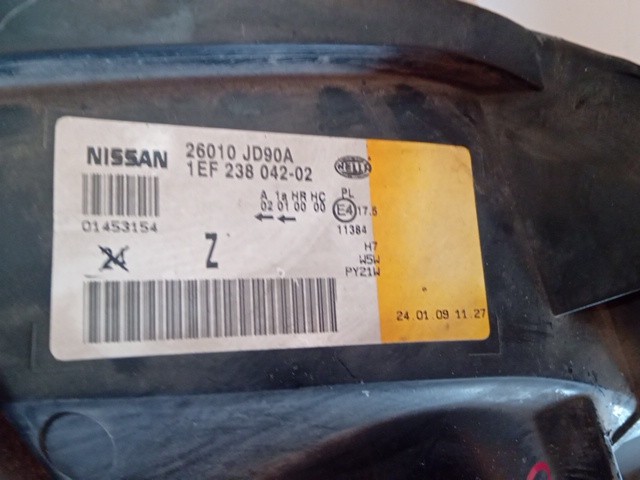 NISSAN
26010 JD90A
1EF 238 042-02
HELLA
01453154
A 1a HR HC PL
02 01 00 00
E4 17.5
11384
Z
H7
W5W
PY21W
24.01.09 11.27